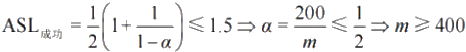 ASL成功 = 1/2 (1 + 1/(1−α)) ≤ 1.5 ⇒ α = 200/m ≤ 1/2 ⇒ m ≥ 400